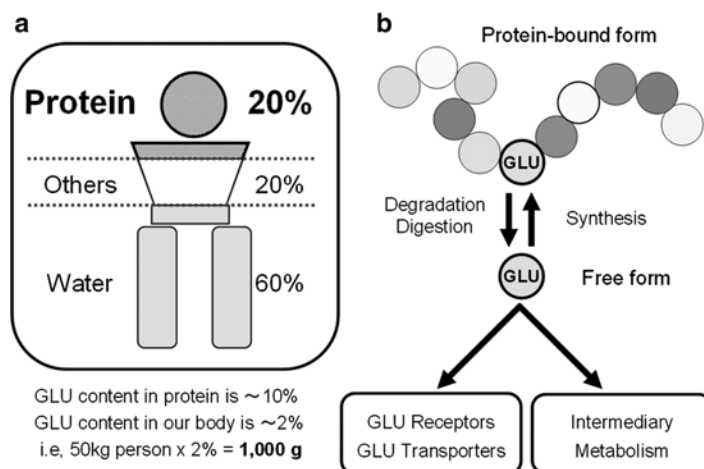 a
Protein 20%
Others 20%
Water 60%
GLU content in protein is ~10%
GLU content in our body is ~2%
i.e, 50kg person x 2% = 1,000 g
b
Protein-bound form
GLU
Degradation
Digestion
Synthesis
GLU
Free form
GLU Receptors
GLU Transporters
Intermediary
Metabolism